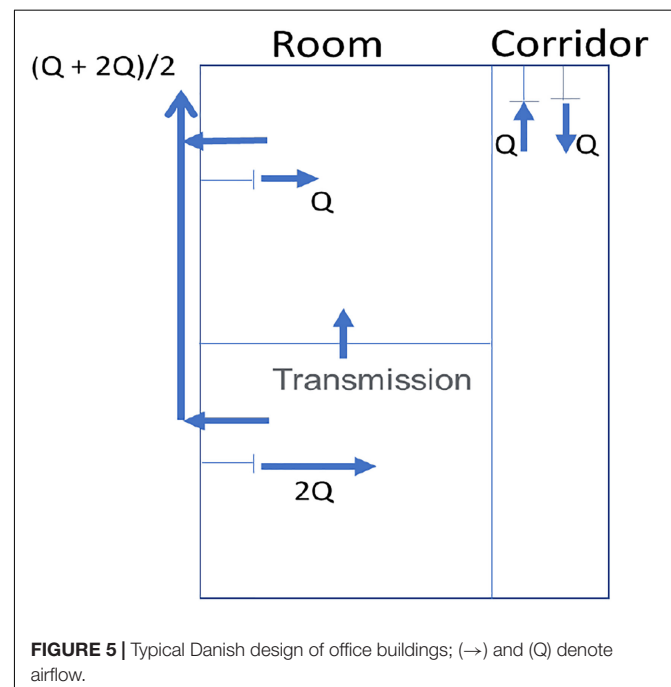 Room
Corridor
(Q + 2Q)/2
Q
Q
Q
Transmission
2Q
FIGURE 5 | Typical Danish design of office buildings; (→) and (Q) denote
airflow.